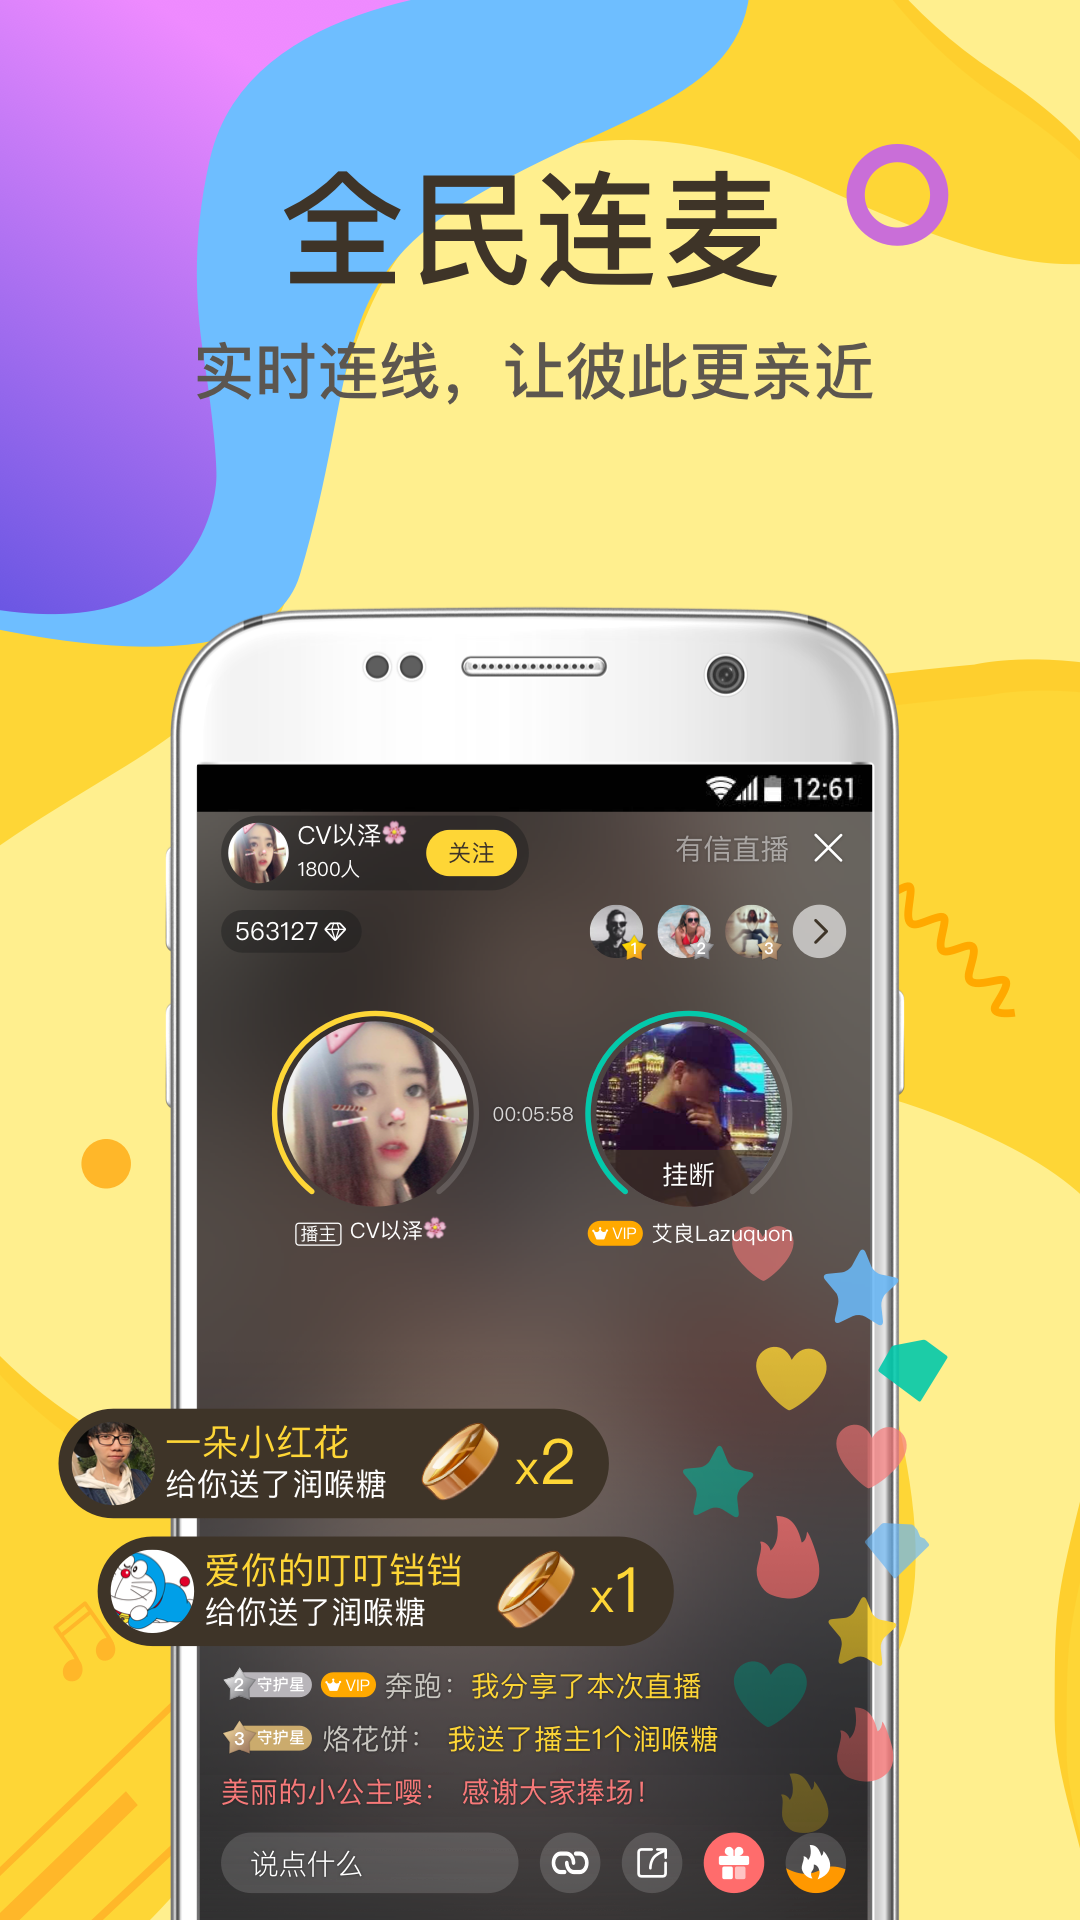 全民连麦
实时连线，让彼此更亲近
12:61
CV以泽🌸
1800人
关注
有信直播
563127
1
2
3
00:05:58
挂断
播主 CV以泽🌸
VIP 艾良Lazuquon
一朵小红花
给你送了润喉糖
x2
爱你的叮叮铛铛
给你送了润喉糖
x1
2 守护星 VIP 奔跑： 我分享了本次直播
3 守护星 烙花饼： 我送了播主1个润喉糖
美丽的小公主嘤： 感谢大家捧场！
说点什么